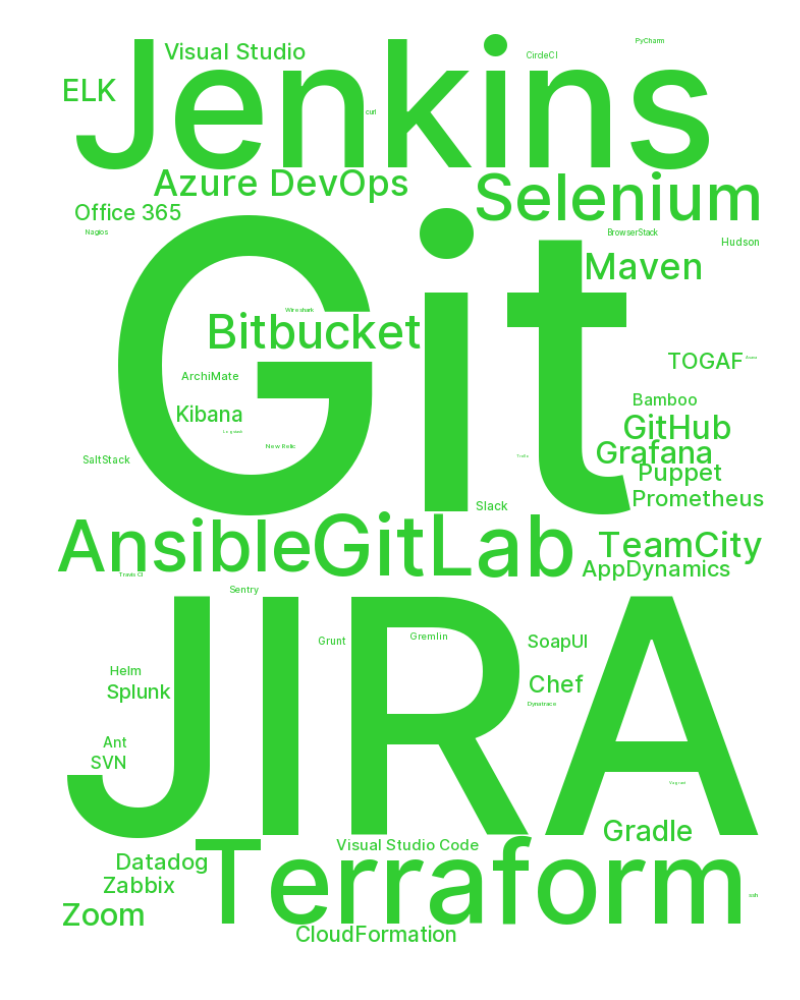 PyCharm
Visual Studio
CircleCI
Jenkins
ELK
curl
Azure DevOps
Selenium
Office 365
Nagios
BrowserStack
Hudson
Maven
Git
Wireshark
Bitbucket
TOGAF
ArchiMate
Bamboo
Kibana
GitHub
New Relic
Grafana
SaltStack
Puppet
Prometheus
Slack
AnsibleGitLab
TeamCity
AppDynamics
Travis CI
Sentry
JIRA
Gremlin
Grunt
SoapUI
Helm
Chef
Splunk
Dynatrace
Ant
SVN
Vagrant
Gradle
Visual Studio Code
Datadog
Terraform
Zabbix
ssh
Zoom
CloudFormation